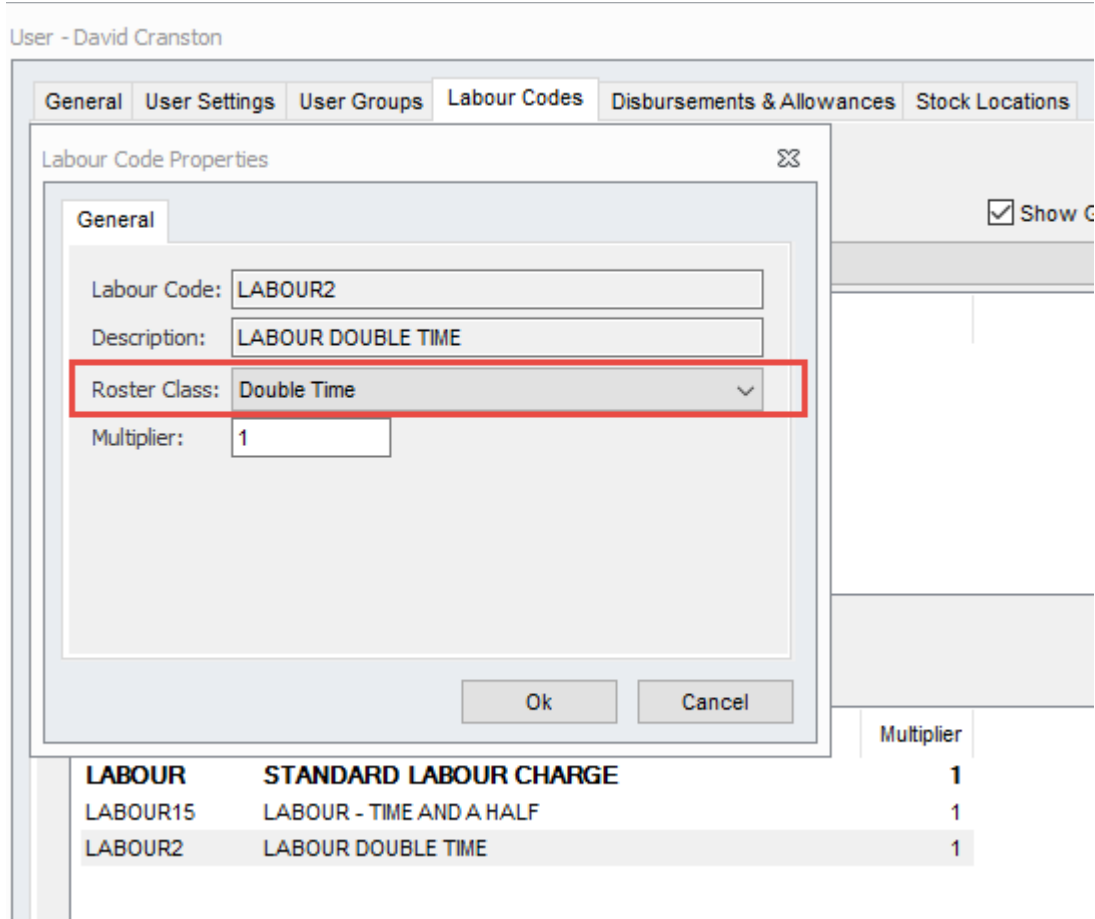 User - David Cranston
General User Settings User Groups Labour Codes Disbursements & Allowances Stock Locations
Labour Code Properties
Show
General
Labour Code: LABOUR2
Description: LABOUR DOUBLE TIME
Roster Class: Double Time
Multiplier: 1
Ok Cancel
Multiplier
LABOUR STANDARD LABOUR CHARGE 1
LABOUR15 LABOUR - TIME AND A HALF 1
LABOUR2 LABOUR DOUBLE TIME 1